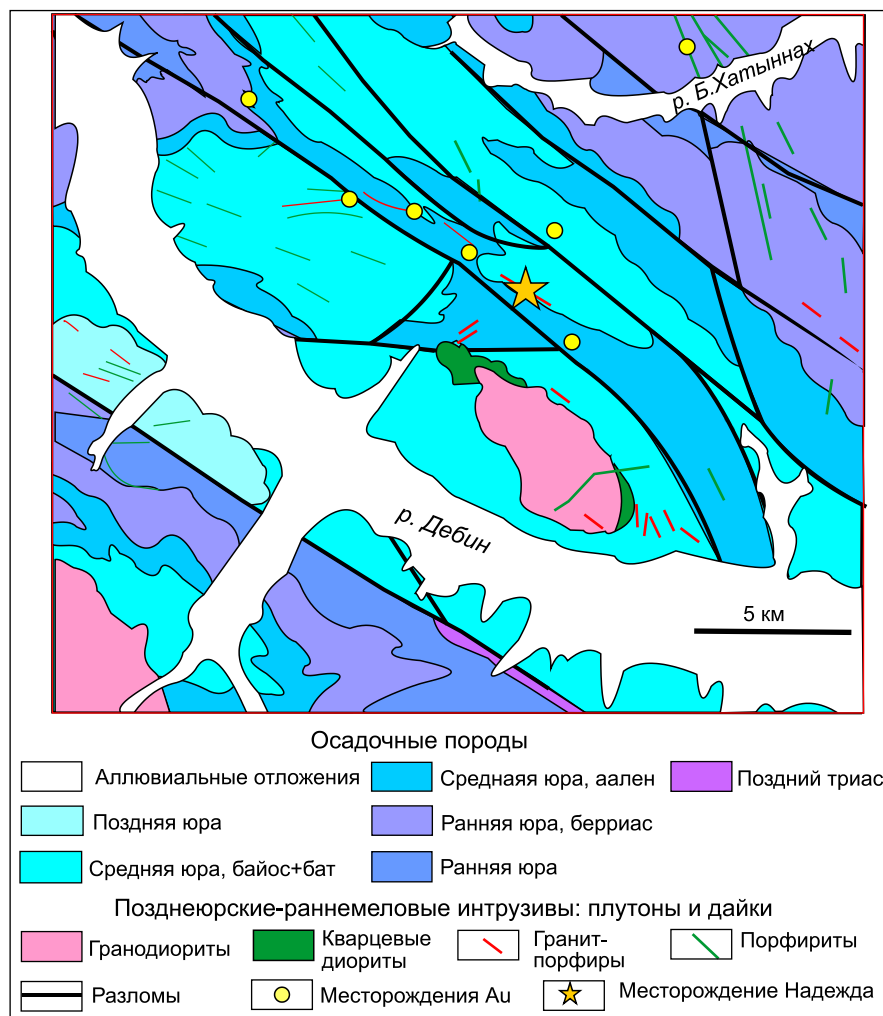 р. Б.Хатыннах
р. Дебин
5 км
Осадочные породы
Аллювиальные отложения
Среднаяя юра, аален
Поздний триас
Поздняя юра
Ранняя юра, берриас
Средняя юра, байос+бат
Ранняя юра
Позднеюрские-раннемеловые интрузивы: плутоны и дайки
Гранодиориты
Кварцевые
диориты
Гранит-
порфиры
Порфириты
Разломы
Месторождения Au
Месторождение Надежда